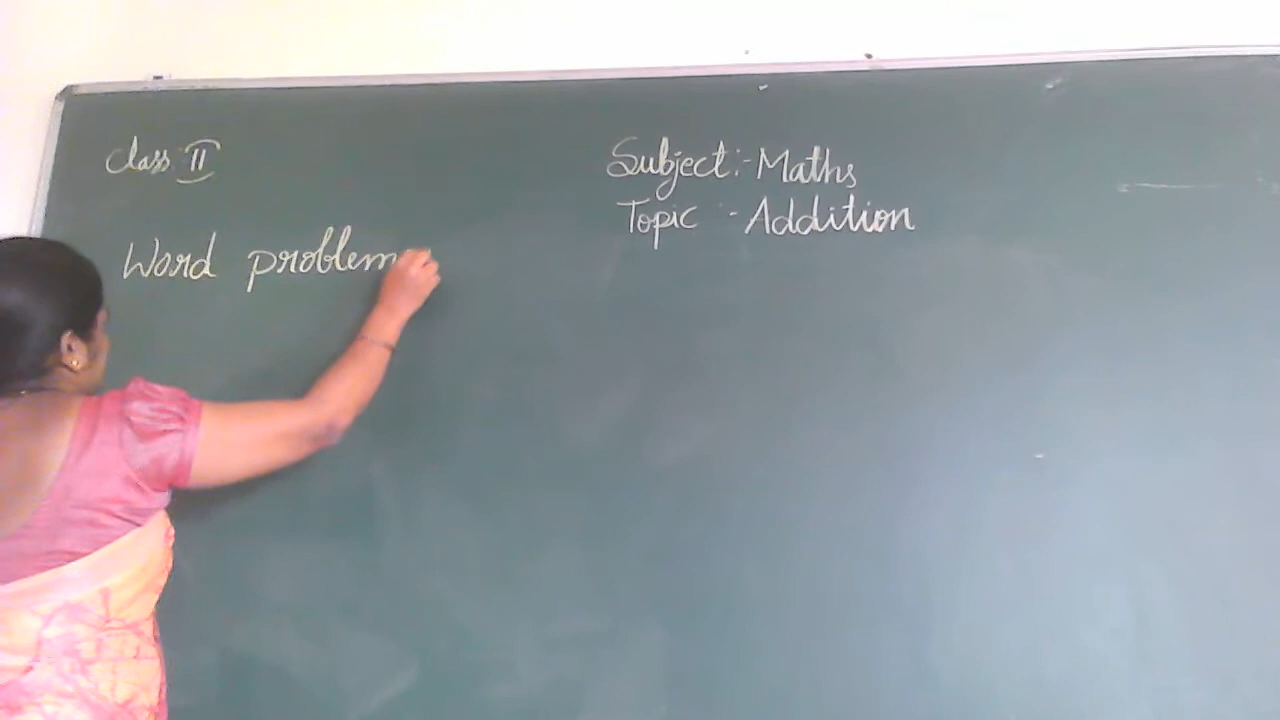 Class II
Subject:- Maths
Topic :- Addition
Word problem